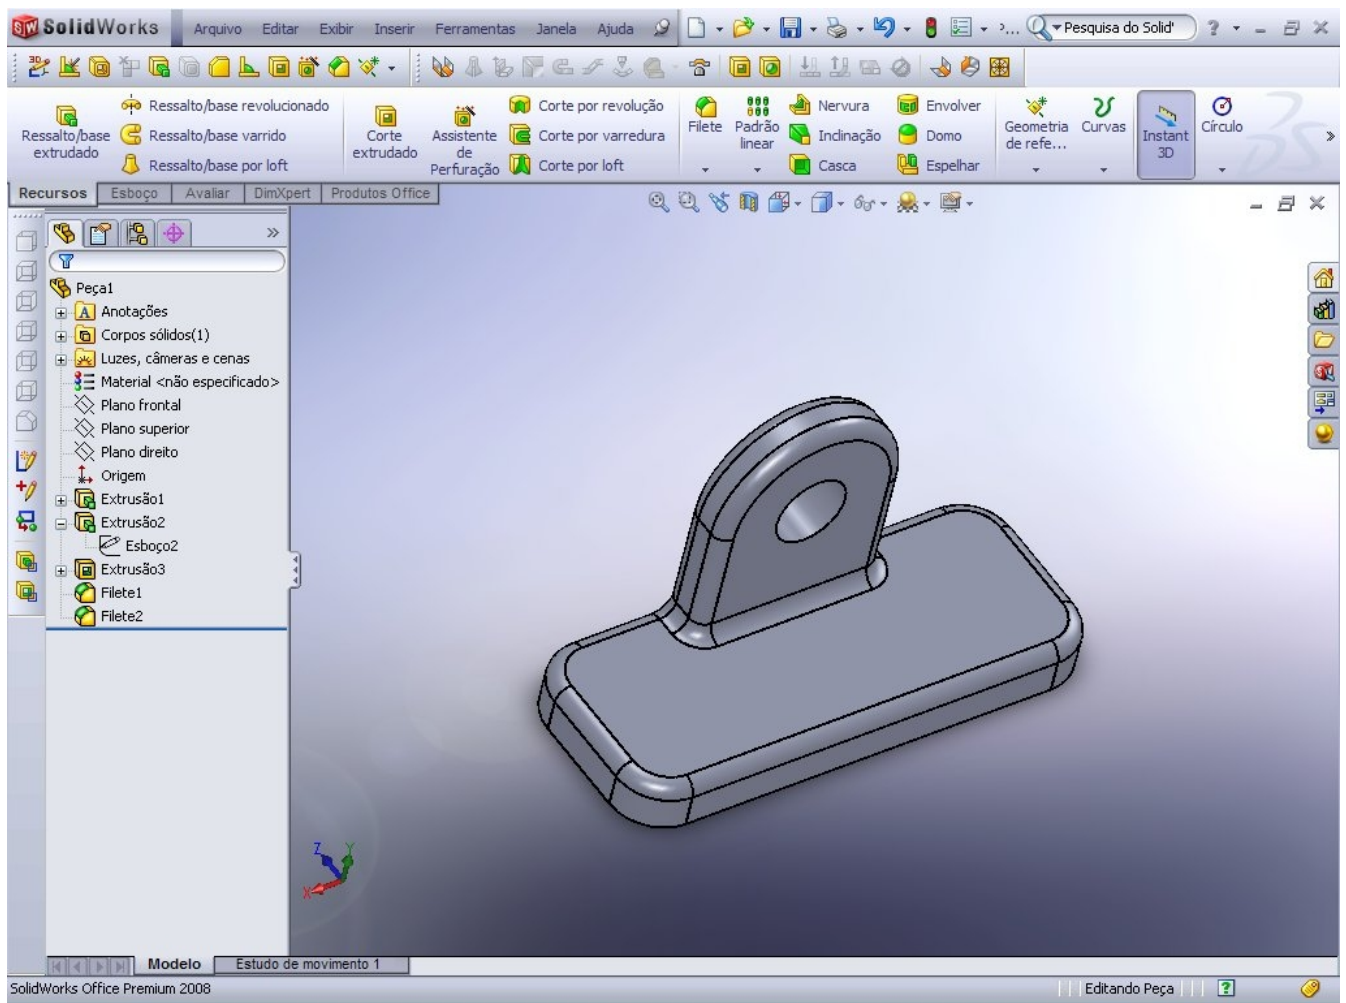 SolidWorks Arquivo Editar Exibir Inserir Ferramentas Janela Ajuda Pesquisa do Solid'
Ressalto/base extrudado
Ressalto/base revolucionado
Ressalto/base varrido
Ressalto/base por loft
Corte extrudado
Assistente de Perfuração
Corte por revolução
Corte por varredura
Corte por loft
Filete
Padrão linear
Nervura
Inclinação
Casca
Envolver
Domo
Espelhar
Geometria de refe...
Curvas
Instant 3D
Círculo
Recursos Esboço Avaliar DimXpert Produtos Office
Peça1
Anotações
Corpos sólidos(1)
Luzes, câmeras e cenas
Material <não especificado>
Plano frontal
Plano superior
Plano direito
Origem
Extrusão1
Extrusão2
Esboço2
Extrusão3
Filete1
Filete2
Z Y
X
Modelo Estudo de movimento 1
SolidWorks Office Premium 2008 Editando Peça